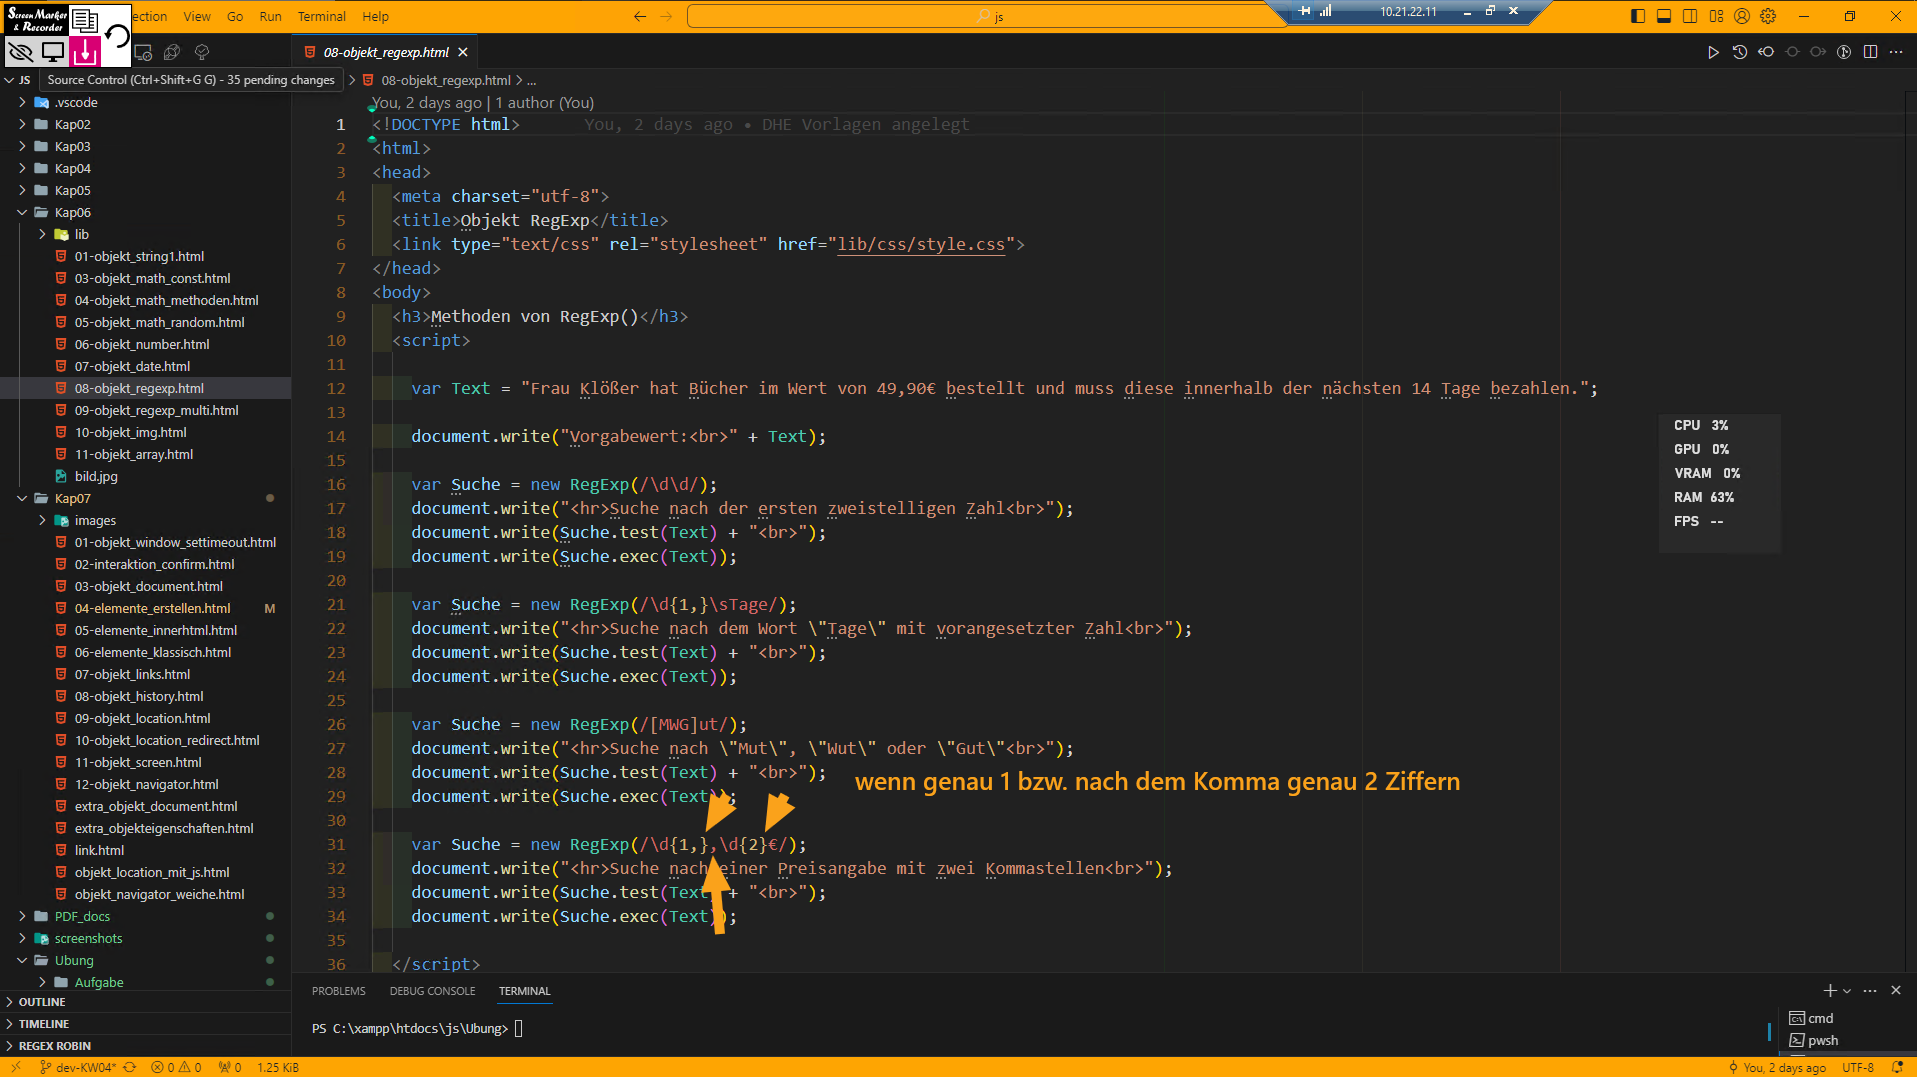 Screen Marker & Recorder
ection View Go Run Terminal Help
js
10.21.22.11
08-objekt_regexp.html
JS
Source Control (Ctrl+Shift+G G) - 35 pending changes
08-objekt_regexp.html > ...
.vscode
Kap02
Kap03
Kap04
Kap05
Kap06
lib
01-objekt_string1.html
03-objekt_math_const.html
04-objekt_math_methoden.html
05-objekt_math_random.html
06-objekt_number.html
07-objekt_date.html
08-objekt_regexp.html
09-objekt_regexp_multi.html
10-objekt_img.html
11-objekt_array.html
bild.jpg
Kap07
images
01-objekt_window_settimeout.html
02-interaktion_confirm.html
03-objekt_document.html
04-elemente_erstellen.html M
05-elemente_innerhtml.html
06-elemente_klassisch.html
07-objekt_links.html
08-objekt_history.html
09-objekt_location.html
10-objekt_location_redirect.html
11-objekt_screen.html
12-objekt_navigator.html
extra_objekt_document.html
extra_objekteigenschaften.html
link.html
objekt_location_mit_js.html
objekt_navigator_weiche.html
PDF_docs
screenshots
Ubung
Aufgabe
OUTLINE
TIMELINE
REGEX ROBIN
You, 2 days ago | 1 author (You)
1 <!DOCTYPE html> You, 2 days ago • DHE Vorlagen angelegt
2 <html>
3 <head>
4 <meta charset="utf-8">
5 <title>Objekt RegExp</title>
6 <link type="text/css" rel="stylesheet" href="lib/css/style.css">
7 </head>
8 <body>
9 <h3>Methoden von RegExp()</h3>
10 <script>
11
12 var Text = "Frau Klößer hat Bücher im Wert von 49,90€ bestellt und muss diese innerhalb der nächsten 14 Tage bezahlen.";
13
14 document.write("Vorgabewert:<br>" + Text);
15
16 var Suche = new RegExp(/\d\d/);
17 document.write("<hr>Suche nach der ersten zweistelligen Zahl<br>");
18 document.write(Suche.test(Text) + "<br>");
19 document.write(Suche.exec(Text));
20
21 var Suche = new RegExp(/\d{1,}\sTage/);
22 document.write("<hr>Suche nach dem Wort \"Tage\" mit vorangesetzter Zahl<br>");
23 document.write(Suche.test(Text) + "<br>");
24 document.write(Suche.exec(Text));
25
26 var Suche = new RegExp(/[MWG]ut/);
27 document.write("<hr>Suche nach \"Mut\", \"Wut\" oder \"Gut\"<br>");
28 document.write(Suche.test(Text) + "<br>");
wenn genau 1 bzw. nach dem Komma genau 2 Ziffern
29 document.write(Suche.exec(Text));
30
31 var Suche = new RegExp(/\d{1,},\d{2}€/);
32 document.write("<hr>Suche nach einer Preisangabe mit zwei Kommastellen<br>");
33 document.write(Suche.test(Text) + "<br>");
34 document.write(Suche.exec(Text));
35
36 </script>
CPU 3%
GPU 0%
VRAM 0%
RAM 63%
FPS --
PROBLEMS DEBUG CONSOLE TERMINAL
PS C:\xampp\htdocs\js\Ubung>
cmd
pwsh
dev-KW04* 0 0 0 1.25 KiB You, 2 days ago UTF-8